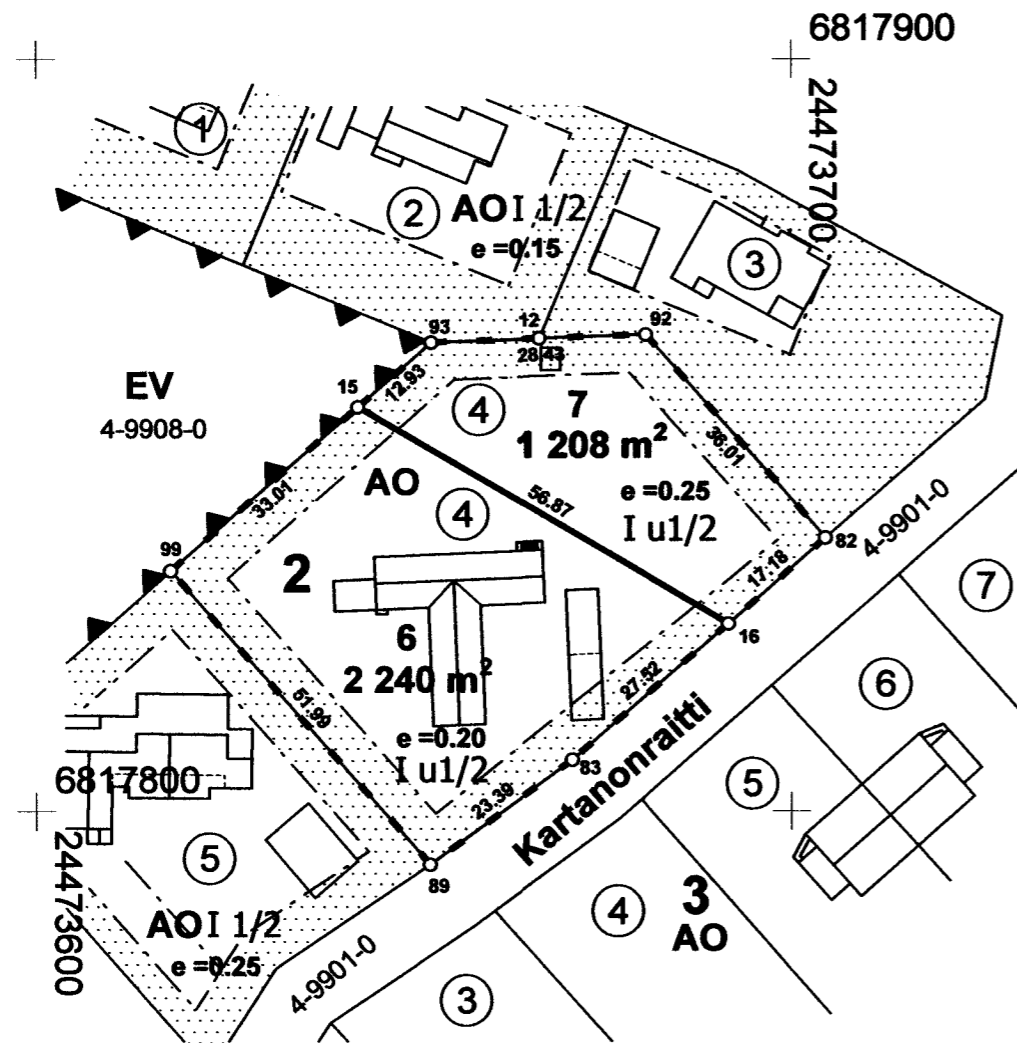 6817900
24473700
1
2
AO I 1/2
e =0.15
3
93
12
92
28.43
12.93
15
EV
4-9908-0
4
7
1 208 m²
36.01
e =0.25
I u1/2
AO
4
56.87
33.01
4-9901-0
82
17.18
99
2
7
16
6
2 240 m²
27.52
6
51.99
e =0.20
I u1/2
83
Kartanonraitti
6817800
5
23.39
24473600
5
89
3
AO
4
AO I 1/2
e =0.25
4-9901-0
3